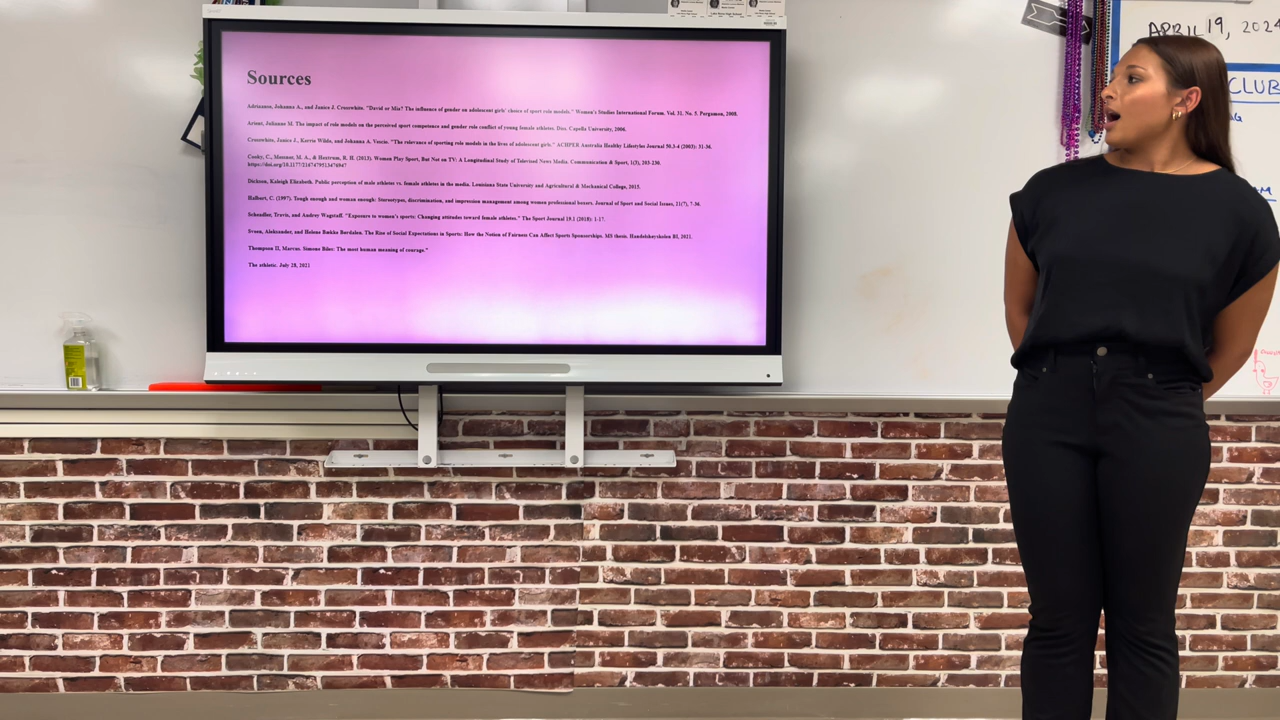 APRIL 19, 2024
CLUB
Sources
Adriaanse, Johanna A., and Janice J. Crosswhite. "David or Mia? The influence of gender on adolescent girls' choice of sport role models." Women's Studies International Forum. Vol. 31. No. 5. Pergamon, 2008.
Ariout, Julianne M. The impact of role models on the perceived sport competence and gender role conflict of young female athletes. Diss. Capella University, 2006.
Crosswhite, Janice J., Karrie Wilde, and Johanna A. "The relevance of sporting role models in the lives of adolescent girls." ACHPER Australia Healthy Lifestyles Journal 50.3-4 (2003): 31-36.
Cooky, C., Messner, M. A., & Hextrum, R. H. (2013). Women Play Sport, But Not on TV: A Longitudinal Study of Televised News Media. Communication & Sport, 1(3), 203-230.
https://doi.org/10.1177/2167479513476947
Dickson, Kaleigh Elizabeth. Public perception of male athletes vs. female athletes in the media. Louisiana State University and Agricultural & Mechanical College, 2015.
Halbert, C. (1997). Tough enough and woman enough: Stereotypes, discrimination, and impression management among women professional boxers. Journal of Sport and Social Issues, 21(7), 7-36.
Scheadler, Travis, and Audrey Wagstaff. "Exposure to women's sports: Changing attitudes toward female athletes." The Sport Journal 19.1 (2018): 1-17.
Sveen, Aleksander, and Helene Bøkko Bordalen. The Rise of Social Expectations in Sports: How the Notion of Fairness Can Affect Sports Sponsorships. MS thesis. Handelshøyskolen BI, 2021.
Thompson II, Marcus. Simone Biles: The most human meaning of courage."
The athletic. July 28, 2021